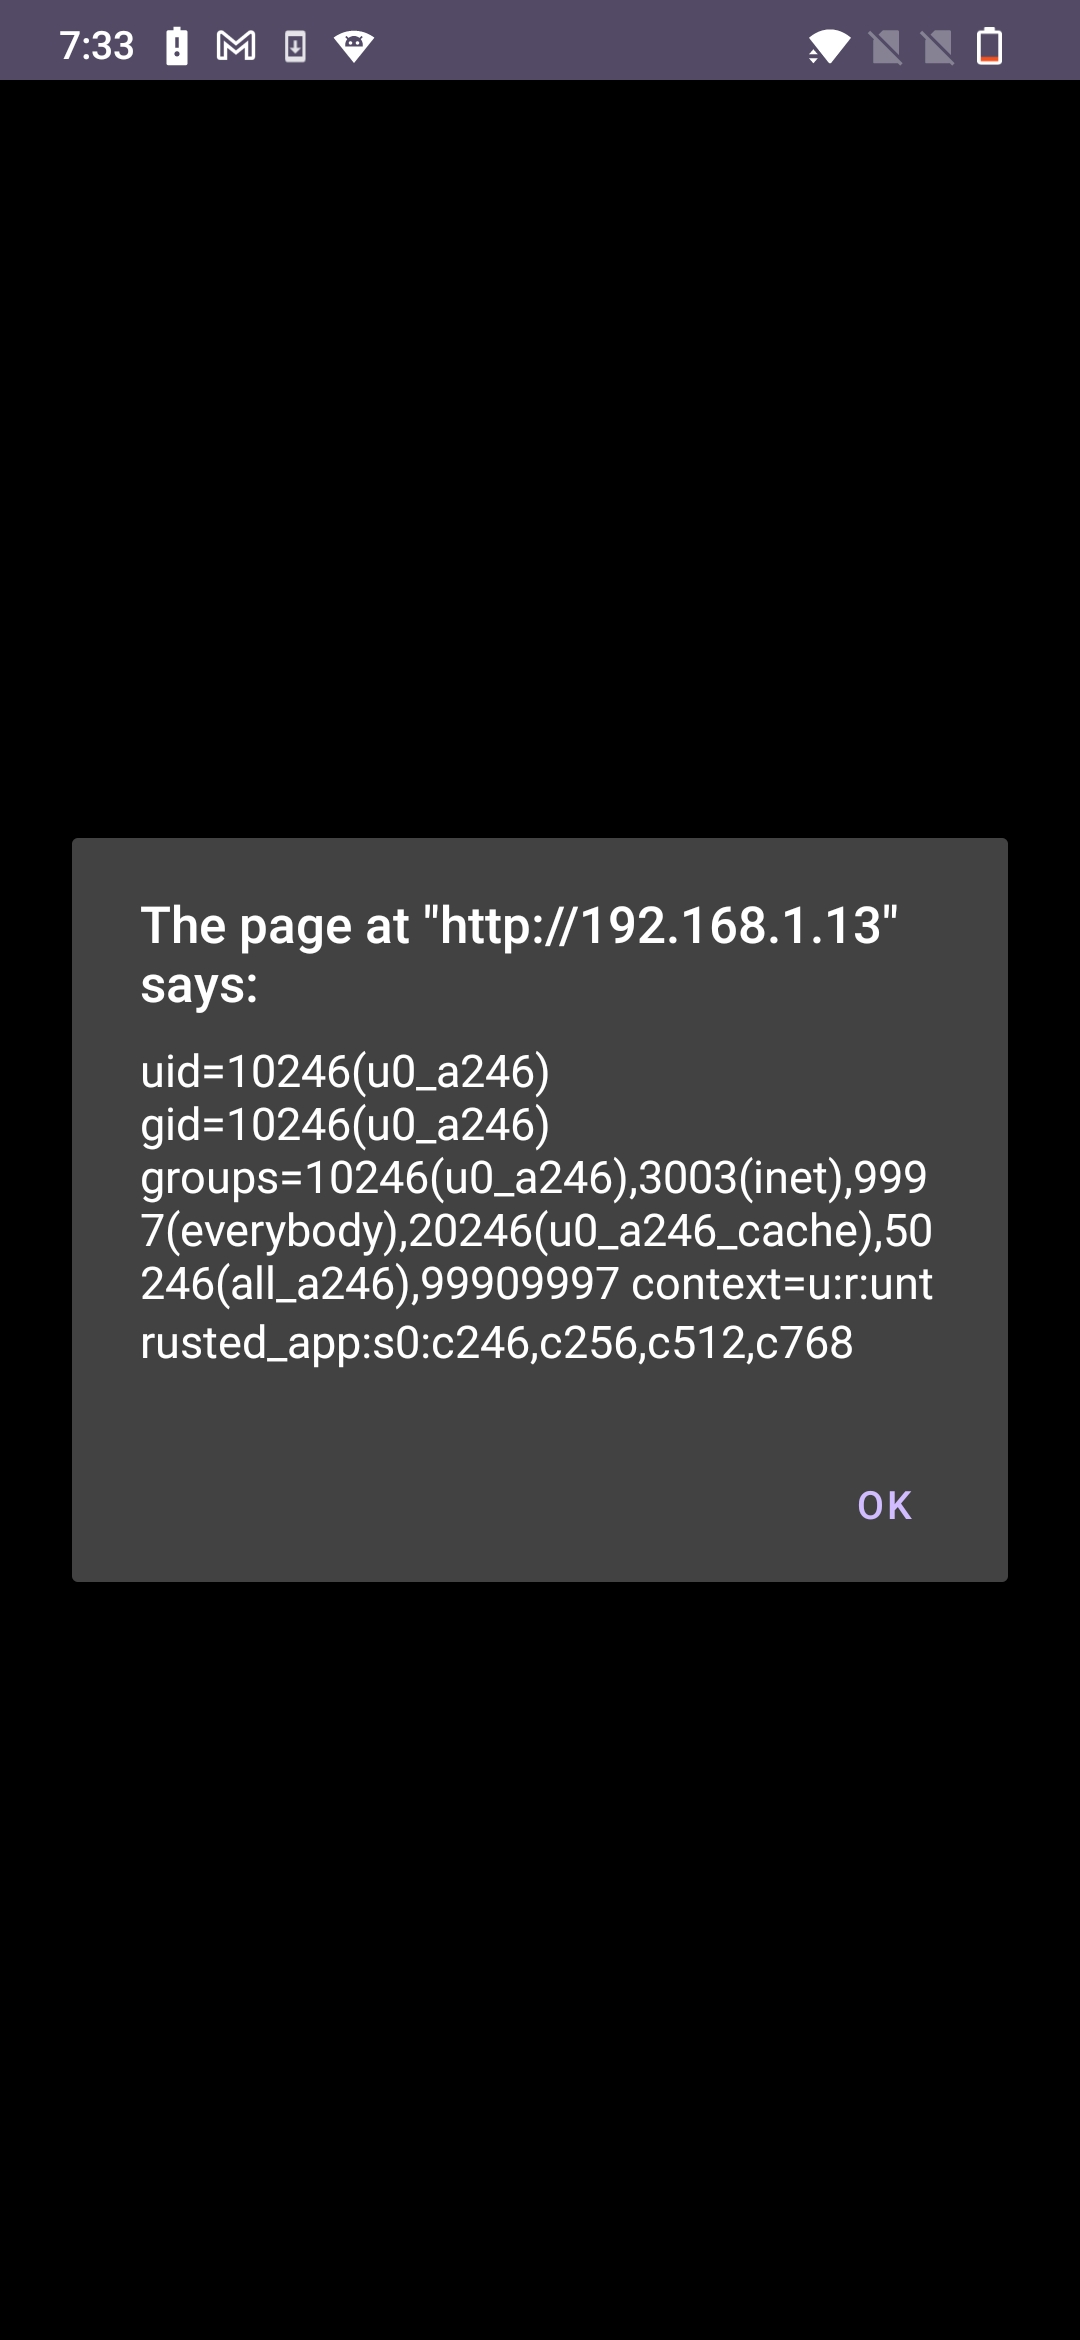 7:33
The page at "http://192.168.1.13"
says:
uid=10246(u0_a246)
gid=10246(u0_a246)
groups=10246(u0_a246),3003(inet),999
7(everybody),20246(u0_a246_cache),50
246(all_a246),99909997 context=u:r:unt
rusted_app:s0:c246,c256,c512,c768
OK